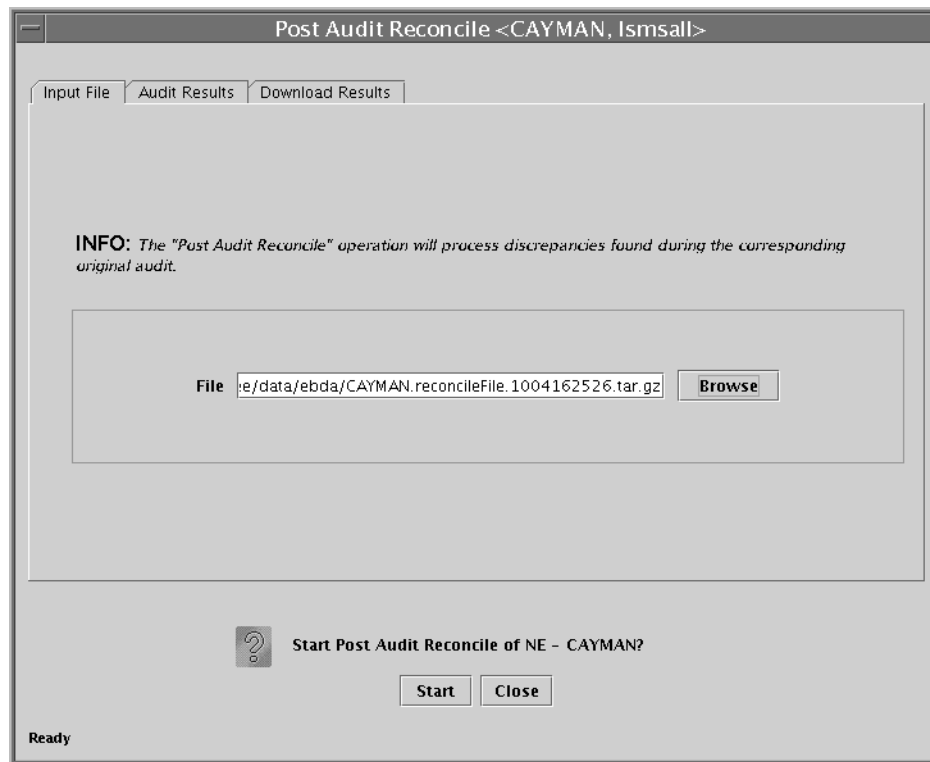 Post Audit Reconcile <CAYMAN, lsmsall>
Input File Audit Results Download Results
INFO: The "Post Audit Reconcile" operation will process discrepancies found during the corresponding
original audit.
File :e/data/ebda/CAYMAN.reconcileFile.1004162526.tar.gz Browse
? Start Post Audit Reconcile of NE – CAYMAN?
Start Close
Ready